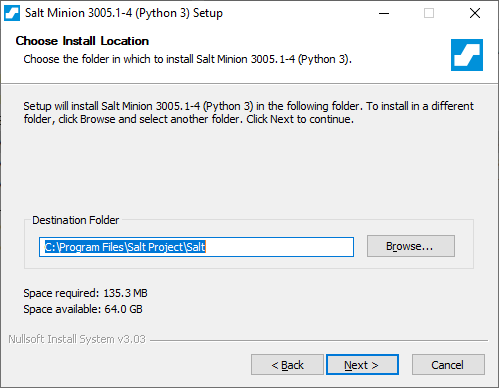 Salt Minion 3005.1-4 (Python 3) Setup
Choose Install Location
Choose the folder in which to install Salt Minion 3005.1-4 (Python 3).
Setup will install Salt Minion 3005.1-4 (Python 3) in the following folder. To install in a different
folder, click Browse and select another folder. Click Next to continue.
Destination Folder
C:\Program Files\Salt Project\Salt
Browse...
Space required: 135.3 MB
Space available: 64.0 GB
Nullsoft Install System v3.03
< Back
Next >
Cancel